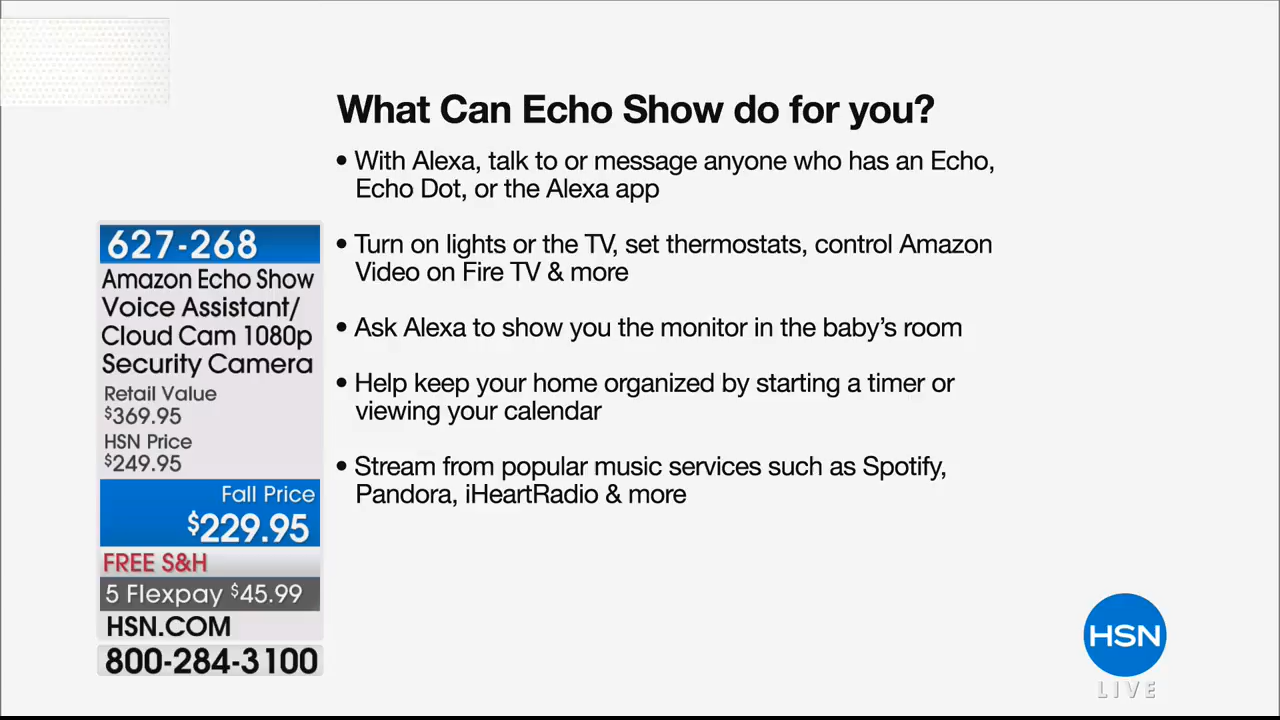 What Can Echo Show do for you?
• With Alexa, talk to or message anyone who has an Echo,
Echo Dot, or the Alexa app
• Turn on lights or the TV, set thermostats, control Amazon
Video on Fire TV & more
• Ask Alexa to show you the monitor in the baby's room
• Help keep your home organized by starting a timer or
viewing your calendar
• Stream from popular music services such as Spotify,
Pandora, iHeartRadio & more
627-268
Amazon Echo Show
Voice Assistant/
Cloud Cam 1080p
Security Camera
Retail Value
$369.95
HSN Price
$249.95
Fall Price
$229.95
FREE S&H
5 Flexpay $45.99
HSN.COM
800-284-3100
HSN
LIVE